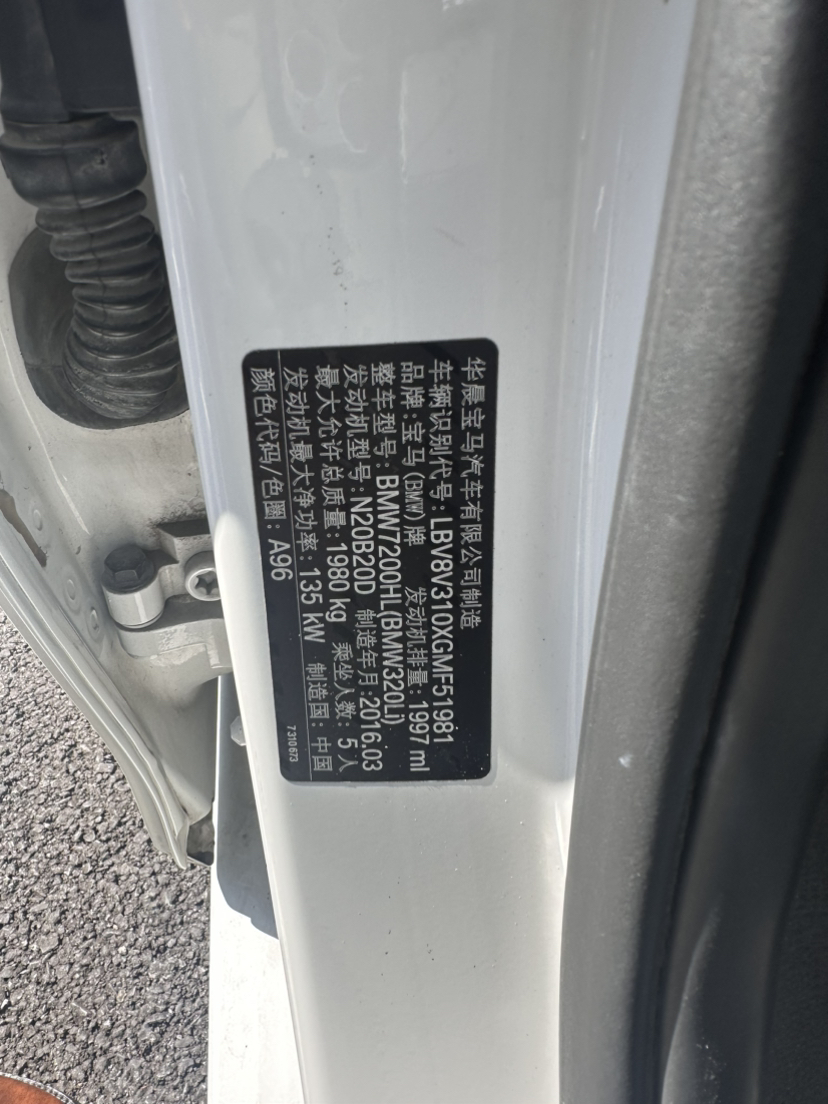 华晨宝马汽车有限公司制造
车辆识别代号:LBV8V310XGMF51981
品牌:宝马(BMW)牌 发动机排量:1997 ml
整车型号:BMW7200HL(BMW320Li)
发动机型号:N20B20D 制造年月:2016.03
最大允许总质量:1980 kg 乘坐人数: 5 人
发动机最大净功率: 135 kW 制造国: 中国
颜色代码/色圈: A96 7 310 673